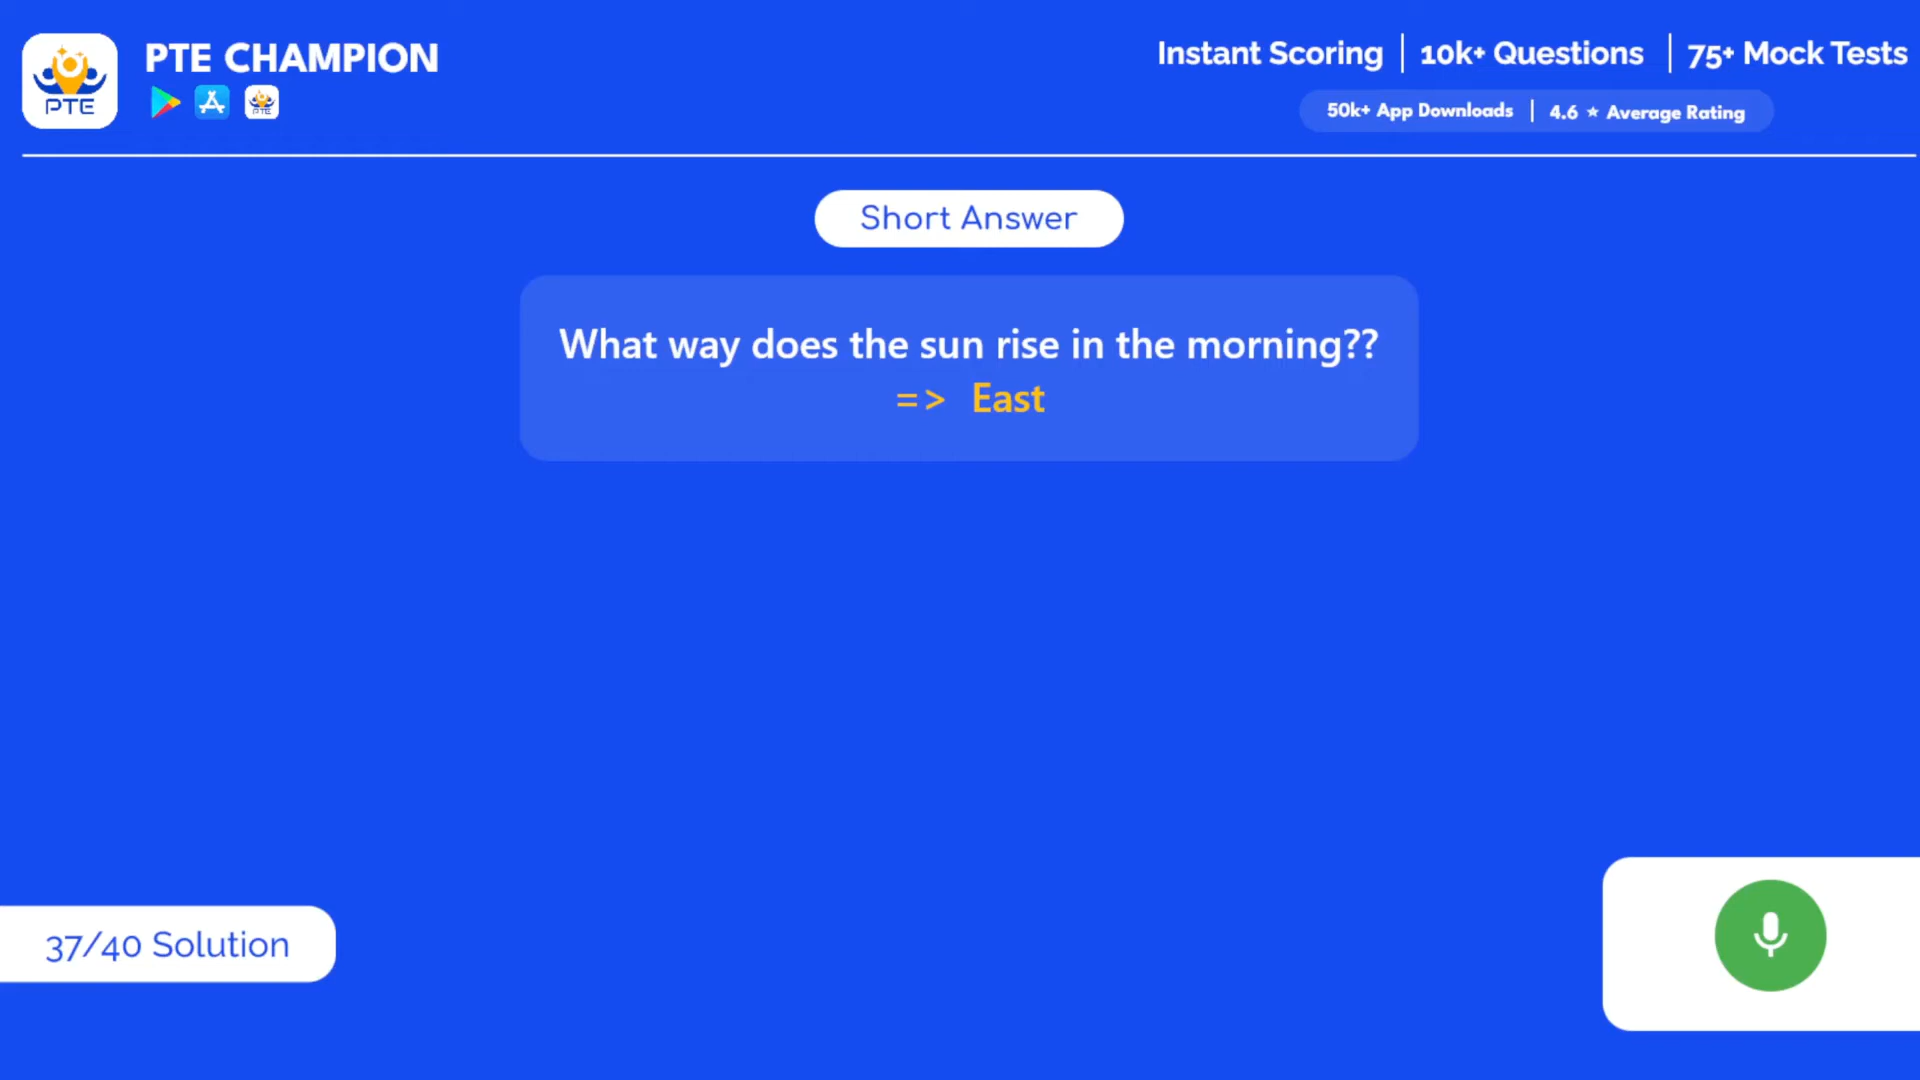 PTE
PTE CHAMPION
PTE
Instant Scoring | 10k+ Questions | 75+ Mock Tests
50k+ App Downloads | 4.6 ★ Average Rating
Short Answer
What way does the sun rise in the morning??
=> East
37/40 Solution